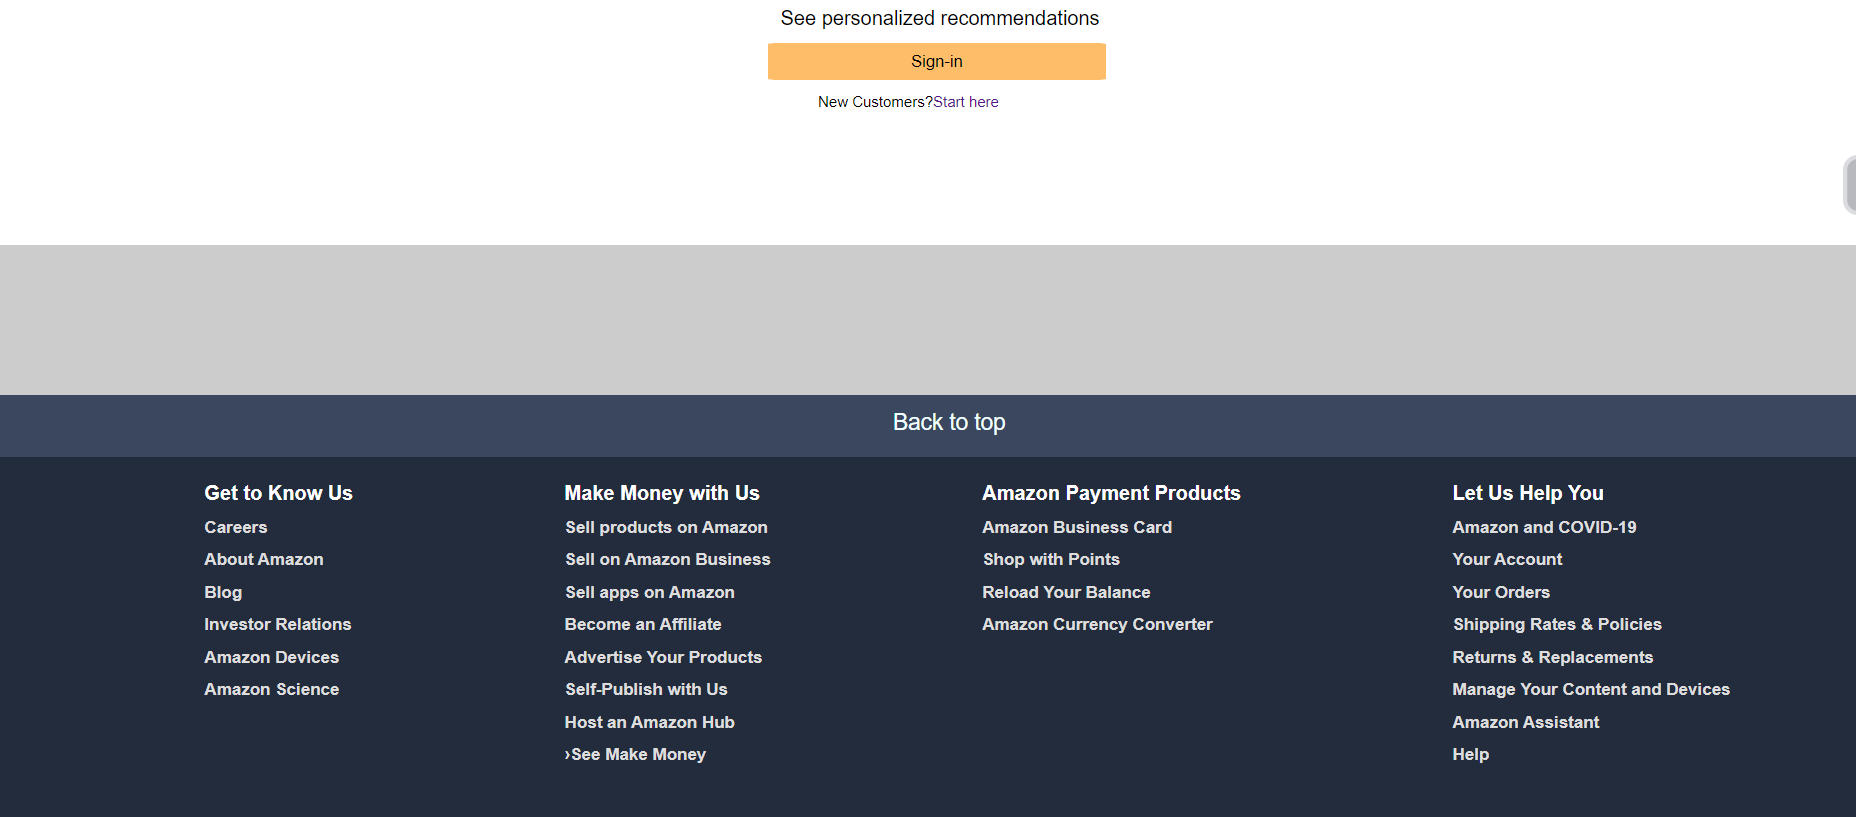 See personalized recommendations
Sign-in
New Customers?Start here
Back to top
Get to Know Us
Careers
About Amazon
Blog
Investor Relations
Amazon Devices
Amazon Science
Make Money with Us
Sell products on Amazon
Sell on Amazon Business
Sell apps on Amazon
Become an Affiliate
Advertise Your Products
Self-Publish with Us
Host an Amazon Hub
›See Make Money
Amazon Payment Products
Amazon Business Card
Shop with Points
Reload Your Balance
Amazon Currency Converter
Let Us Help You
Amazon and COVID-19
Your Account
Your Orders
Shipping Rates & Policies
Returns & Replacements
Manage Your Content and Devices
Amazon Assistant
Help